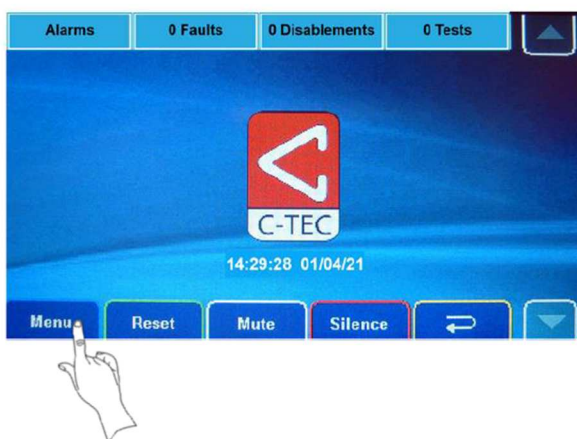 Alarms 0 Faults 0 Disablements 0 Tests
C-TEC
14:29:28 01/04/21
Menu Reset Mute Silence